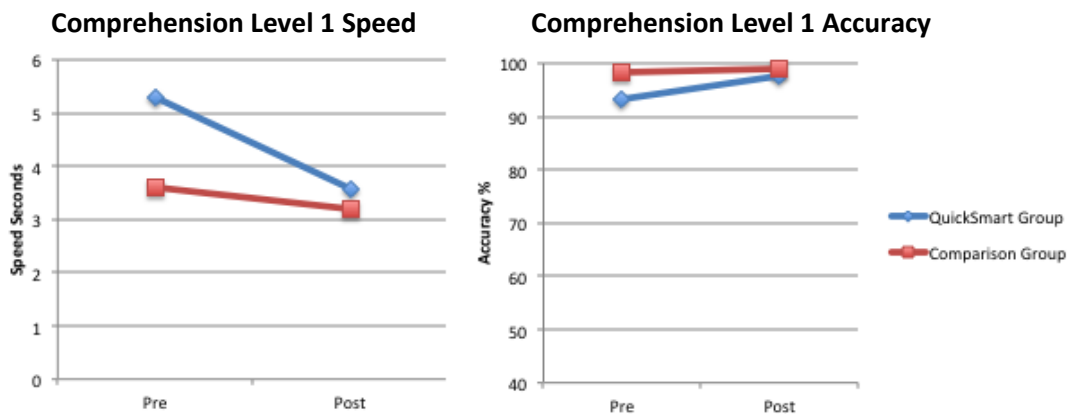 Comprehension Level 1 Speed
6
5
4
3
2
1
0
Speed Seconds
Pre Post
Comprehension Level 1 Accuracy
100
90
80
70
60
50
40
Accuracy %
Pre Post
QuickSmart Group
Comparison Group